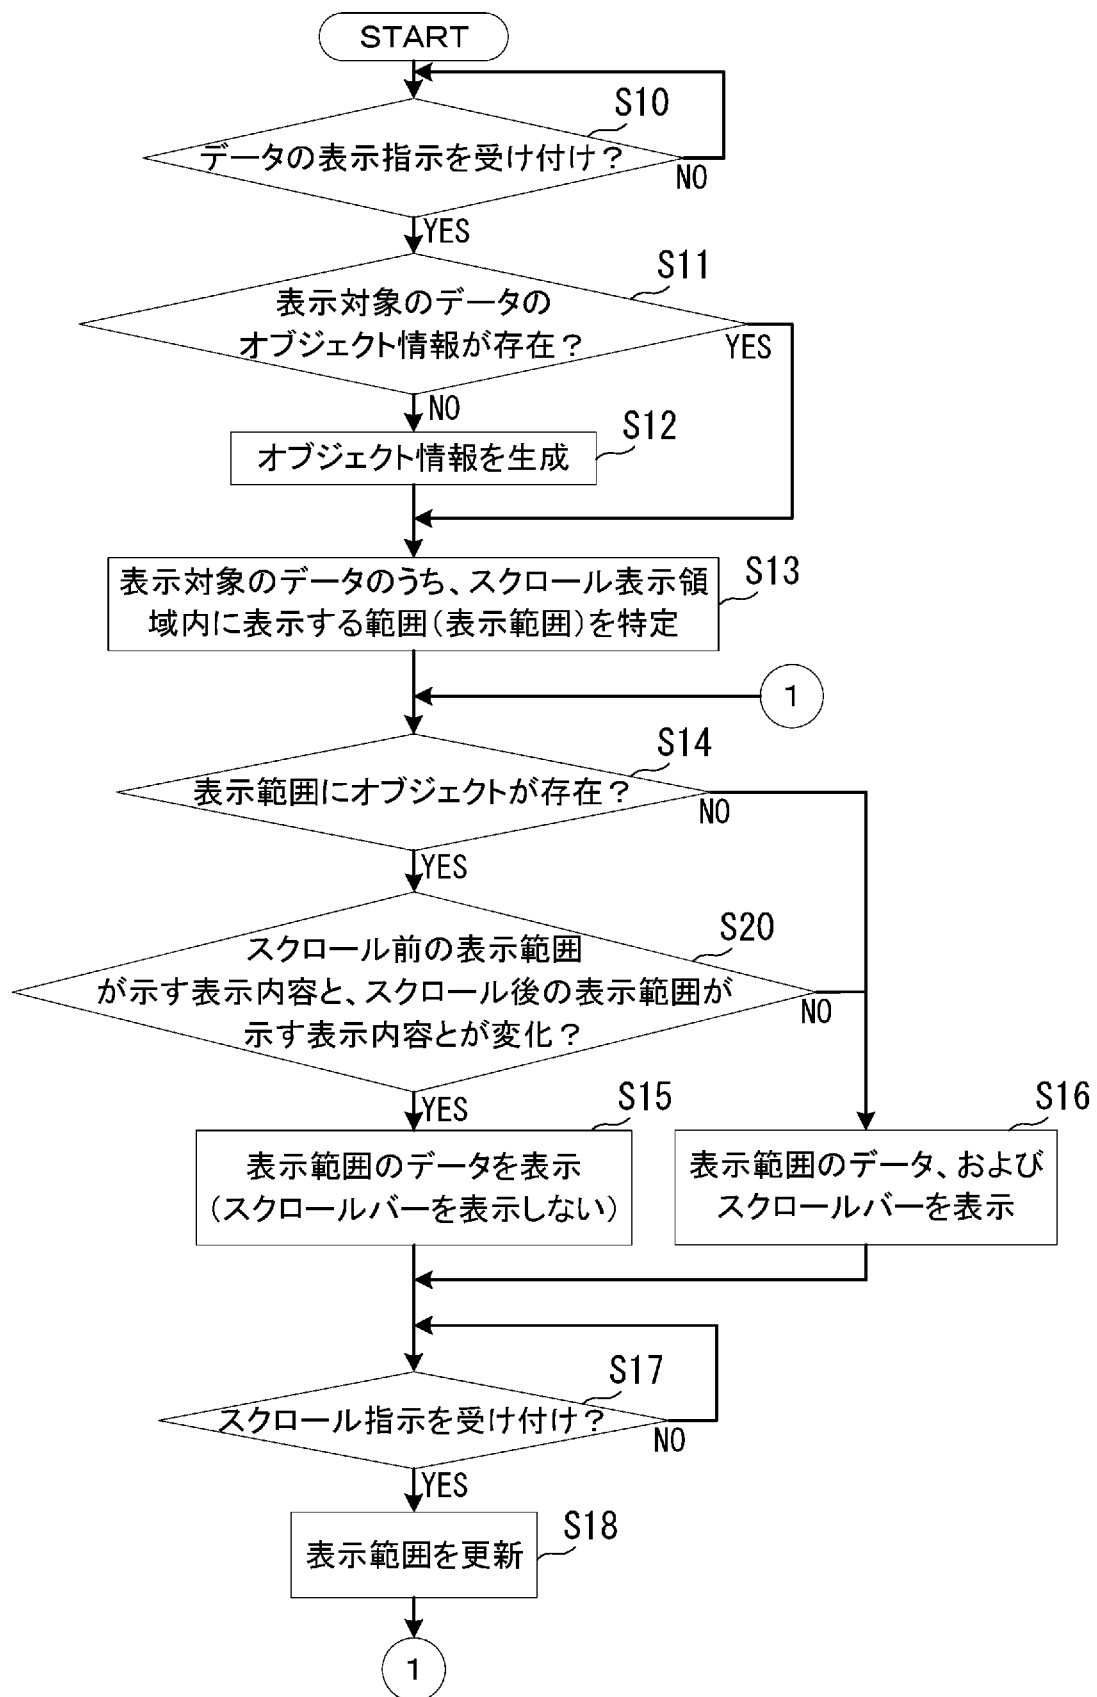 START
S10
データの表示指示を受け付け？
NO
YES
S11
表示対象のデータの
オブジェクト情報が存在？
YES
NO
S12
オブジェクト情報を生成
S13
表示対象のデータのうち、スクロール表示領
域内に表示する範囲（表示範囲）を特定
1
S14
表示範囲にオブジェクトが存在？
NO
YES
S20
スクロール前の表示範囲
が示す表示内容と、スクロール後の表示範囲が
示す表示内容とが変化？
NO
YES
S15
表示範囲のデータを表示
（スクロールバーを表示しない）
S16
表示範囲のデータ、および
スクロールバーを表示
S17
スクロール指示を受け付け？
NO
YES
S18
表示範囲を更新
1